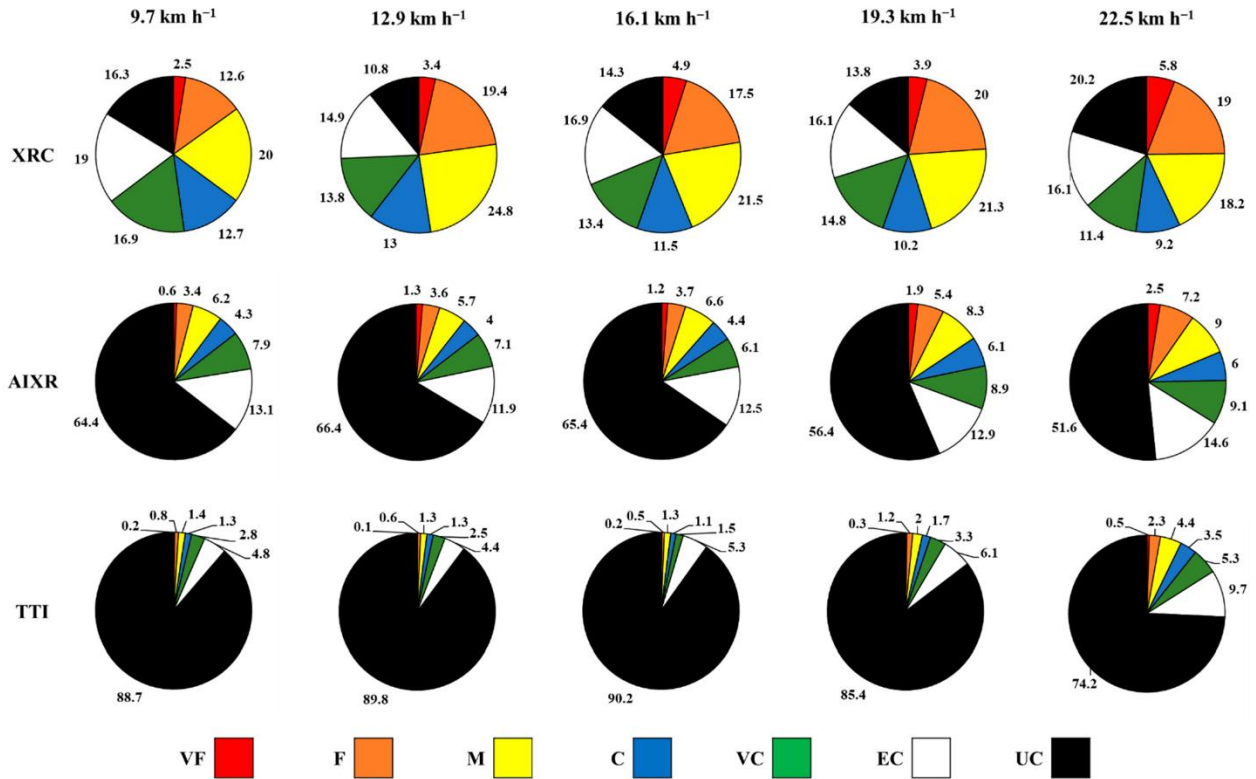 9.7 km h⁻¹ 12.9 km h⁻¹ 16.1 km h⁻¹ 19.3 km h⁻¹ 22.5 km h⁻¹
XRC
2.5 12.6 20 12.7 16.9 19 16.3
3.4 19.4 24.8 13 13.8 14.9 10.8
4.9 17.5 21.5 11.5 13.4 16.9 14.3
3.9 20 21.3 10.2 14.8 16.1 13.8
5.8 19 18.2 9.2 11.4 16.1 20.2
AIXR
0.6 3.4 6.2 4.3 7.9 13.1 64.4
1.3 3.6 5.7 4 7.1 11.9 66.4
1.2 3.7 6.6 4.4 6.1 12.5 65.4
1.9 5.4 8.3 6.1 8.9 12.9 56.4
2.5 7.2 9 6 9.1 14.6 51.6
TTI
0.2 0.8 1.4 1.3 2.8 4.8 88.7
0.1 0.6 1.3 1.3 2.5 4.4 89.8
0.2 0.5 1.3 1.1 1.5 5.3 90.2
0.3 1.2 2 1.7 3.3 6.1 85.4
0.5 2.3 4.4 3.5 5.3 9.7 74.2
VF F M C VC EC UC